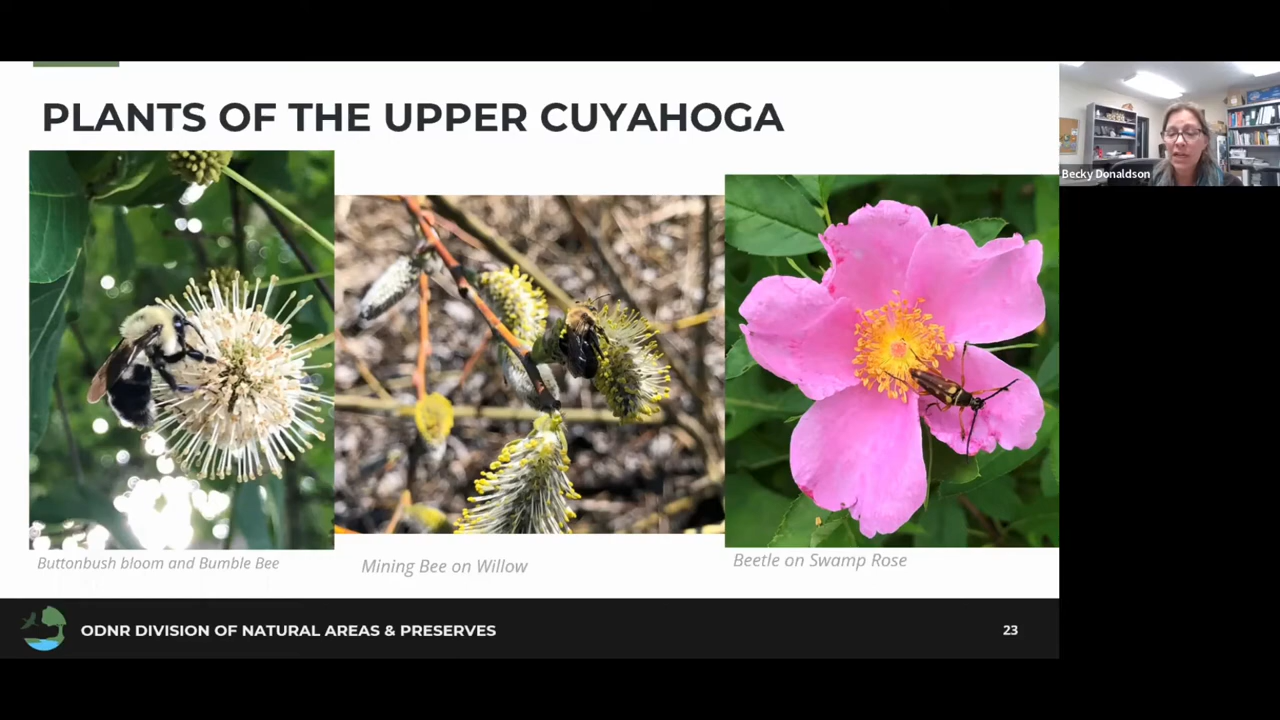 PLANTS OF THE UPPER CUYAHOGA
Becky Donaldson
Buttonbush bloom and Bumble Bee
Mining Bee on Willow
Beetle on Swamp Rose
ODNR DIVISION OF NATURAL AREAS & PRESERVES
23